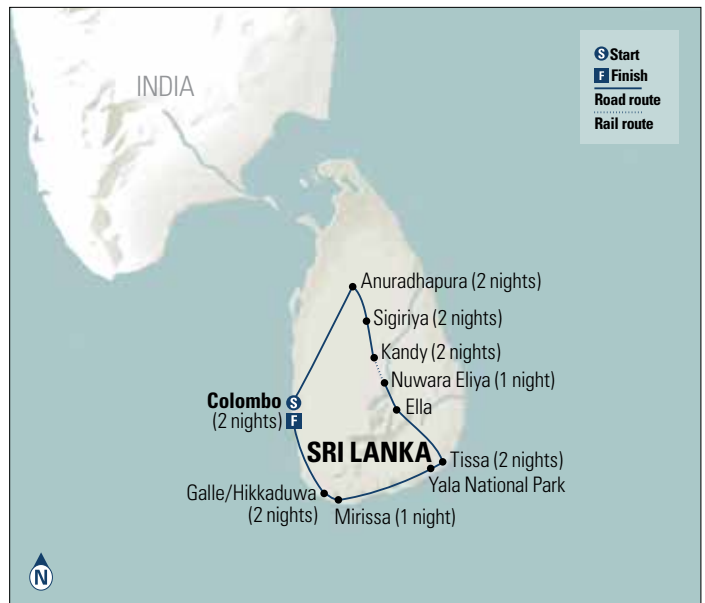 S Start
F Finish
Road route
Rail route
INDIA
Anuradhapura (2 nights)
Sigiriya (2 nights)
Kandy (2 nights)
Nuwara Eliya (1 night)
Ella
Colombo S
(2 nights) F
SRI LANKA
Tissa (2 nights)
Yala National Park
Galle/Hikkaduwa
(2 nights)
Mirissa (1 night)
N